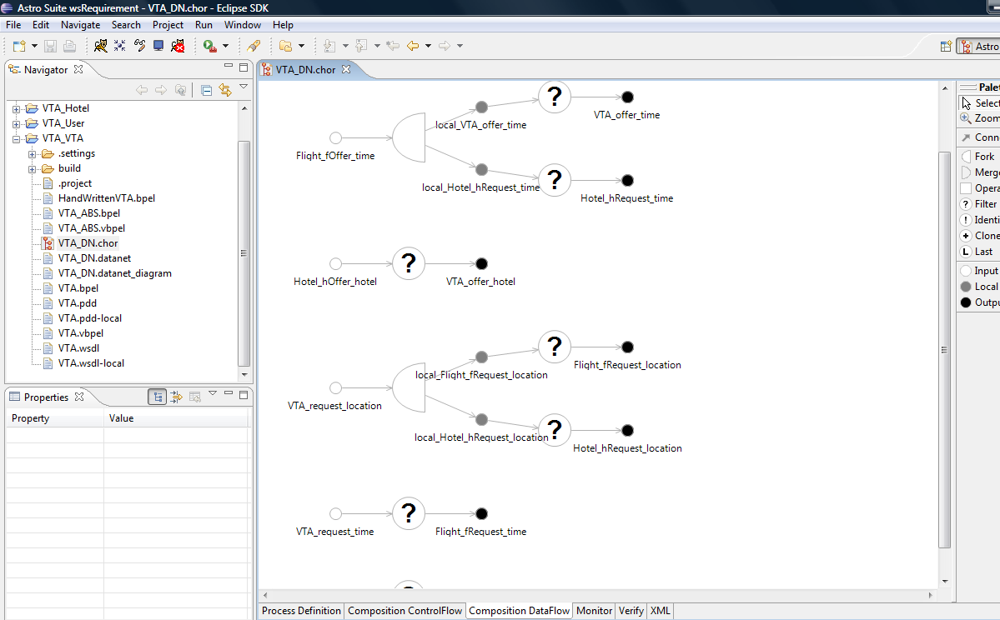 Astro Suite wsRequirement - VTA_DN.chor - Eclipse SDK
File Edit Navigate Search Project Run Window Help
Astro
Navigator
VTA_Hotel
VTA_User
VTA_VTA
.settings
build
.project
HandWrittenVTA.bpel
VTA_ABS.bpel
VTA_ABS.vbpel
VTA_DN.chor
VTA_DN.datanet
VTA_DN.datanet_diagram
VTA.bpel
VTA.pdd
VTA.pdd-local
VTA.vbpel
VTA.wsdl
VTA.wsdl-local
Properties
Property Value
VTA_DN.chor
?
VTA_offer_time
local_VTA_offer_time
Flight_fOffer_time
?
local_Hotel_hRequest_time
Hotel_hRequest_time
?
Hotel_hOffer_hotel
VTA_offer_hotel
?
Flight_fRequest_location
local_Flight_fRequest_location
VTA_request_location
?
local_Hotel_hRequest_location
Hotel_hRequest_location
?
VTA_request_time
Flight_fRequest_time
Process Definition Composition ControlFlow Composition DataFlow Monitor Verify XML
Palet
Select
Zoom
Conn
Fork
Merge
Opera
? Filter
! Identi
Clone
L Last
Input
Local
Outpu